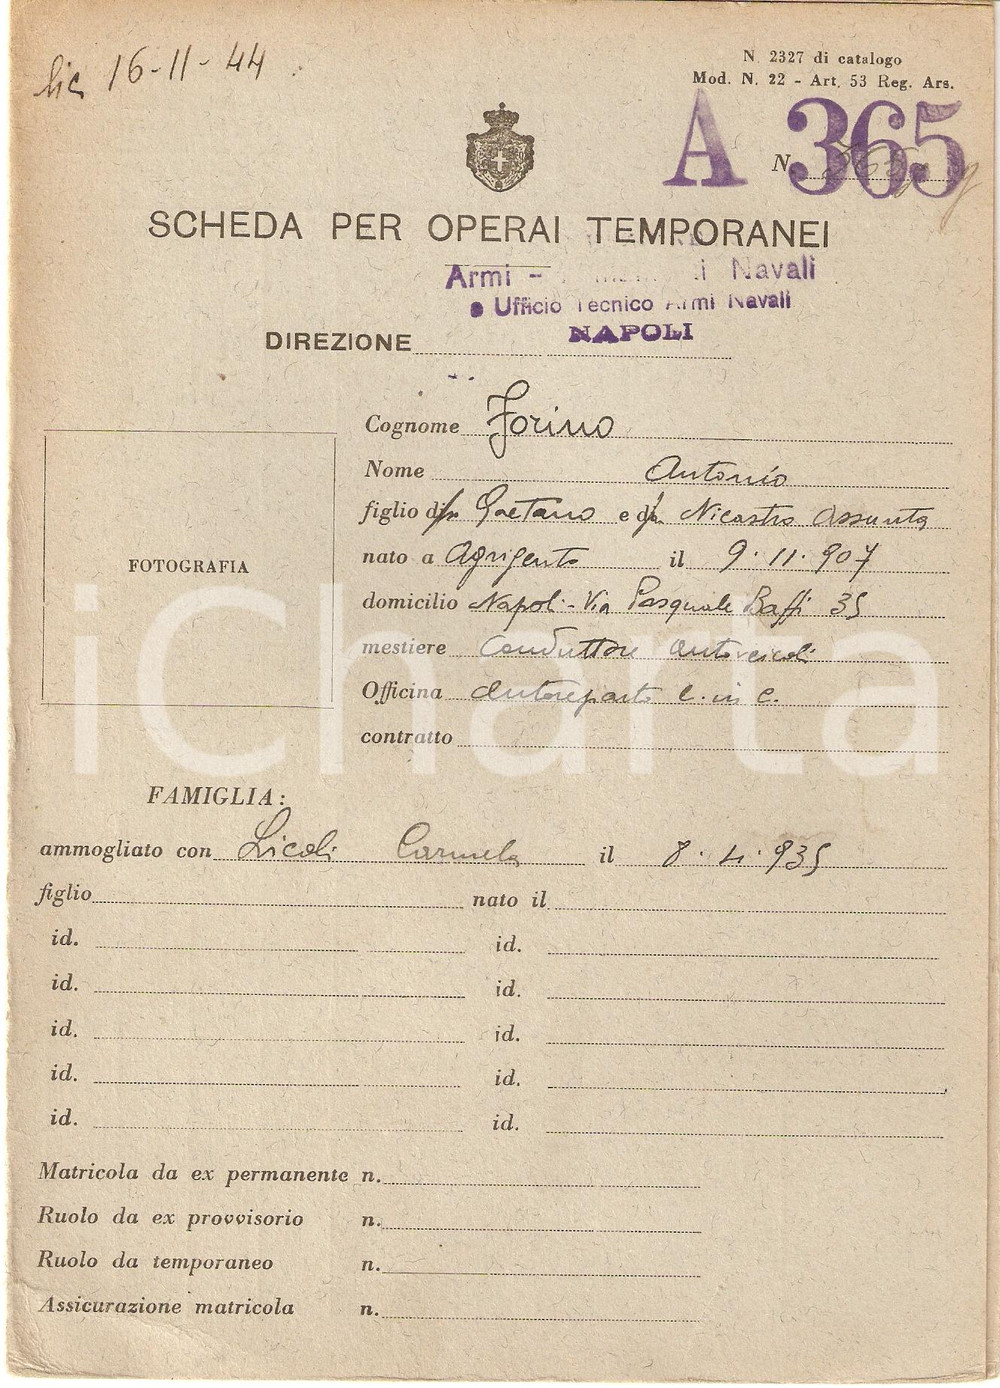 lic 16-11-44
N. 2327 di catalogo
Mod. N. 22 - Art. 53 Reg. Ars.
A 365
N.
SCHEDA PER OPERAI TEMPORANEI
Armi - Navali
e Ufficio Tecnico Armi Navali
NAPOLI
DIREZIONE
Cognome Forino
Nome Antonio
figlio di Gaetano e di Nicastro Assunta
nato a Agrigento il 9.11.907
FOTOGRAFIA
domicilio Napoli - Via Pasquale Baffi 35
mestiere Conduttore Autoveicoli
Officina Autoreparto C. in C.
contratto
iCharta
FAMIGLIA:
ammogliato con Licoli Carmela il 8.4.935
figlio nato il
id. id.
id. id.
id. id.
id. id.
id. id.
Matricola da ex permanente n.
Ruolo da ex provvisorio n.
Ruolo da temporaneo n.
Assicurazione matricola n.